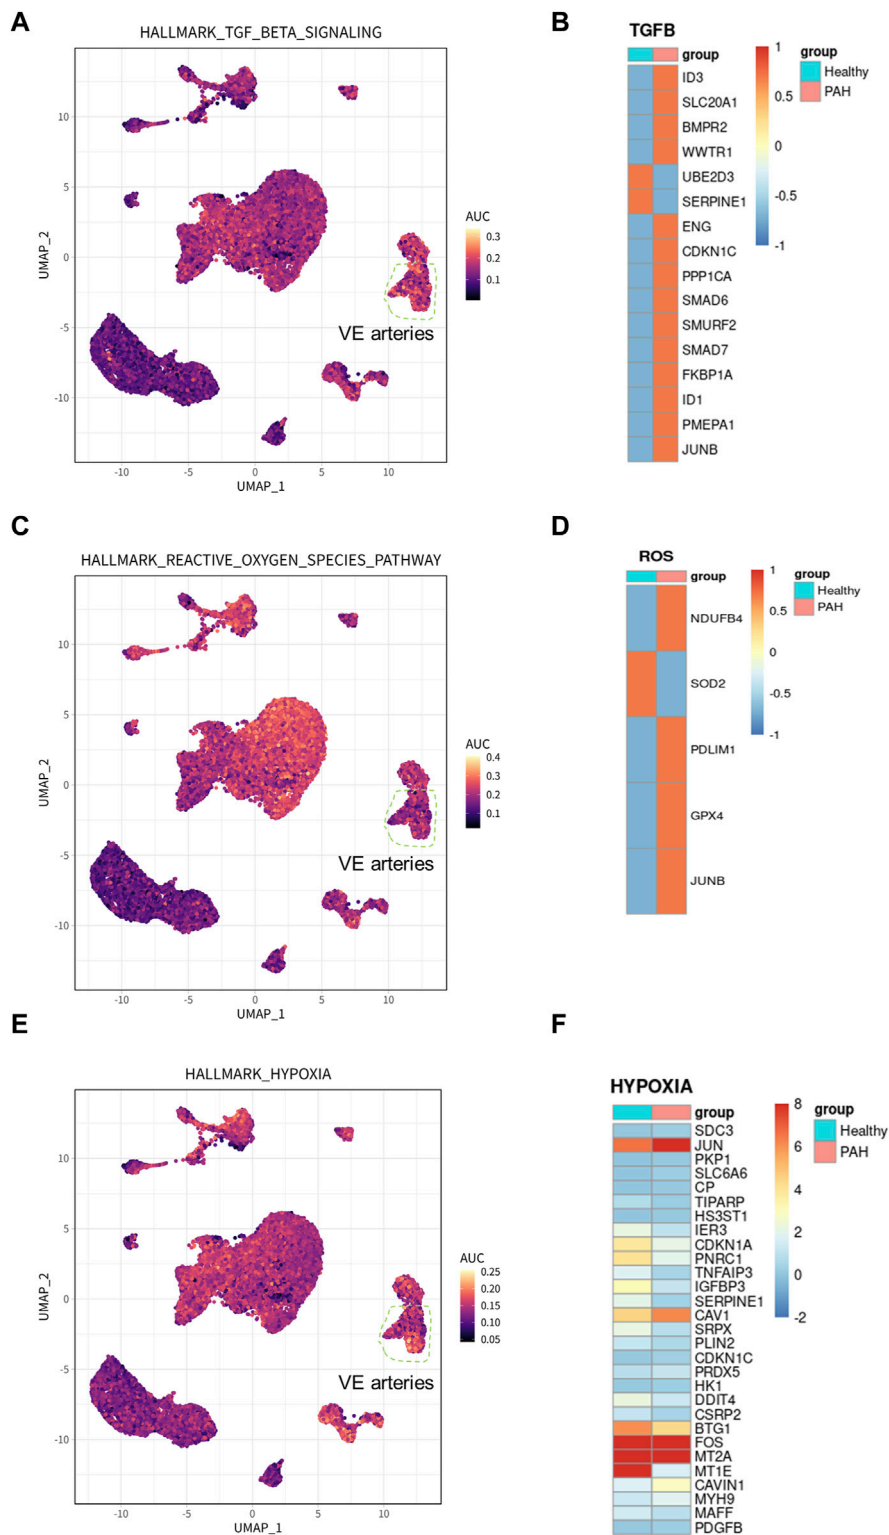 A
HALLMARK_TGF_BETA_SIGNALING
UMAP_2
10
5
0
-5
-10
-10
-5
0
5
10
UMAP_1
VE arteries
AUC
0.3
0.2
0.1
B
TGFB
group
ID3
SLC20A1
BMPR2
WWTR1
UBE2D3
SERPINE1
ENG
CDKN1C
PPP1CA
SMAD6
SMURF2
SMAD7
FKBP1A
ID1
PMEPA1
JUNB
1
0.5
0
-0.5
-1
group
Healthy
PAH
C
HALLMARK_REACTIVE_OXYGEN_SPECIES_PATHWAY
UMAP_2
10
5
0
-5
-10
-10
-5
0
5
10
UMAP_1
VE arteries
AUC
0.4
0.3
0.2
0.1
D
ROS
group
NDUFB4
SOD2
PDLIM1
GPX4
JUNB
1
0.5
0
-0.5
-1
group
Healthy
PAH
E
HALLMARK_HYPOXIA
UMAP_2
10
5
0
-5
-10
-10
-5
0
5
10
UMAP_1
VE arteries
AUC
0.25
0.20
0.15
0.10
0.05
F
HYPOXIA
group
SDC3
JUN
PKP1
SLC6A6
CP
TIPARP
HS3ST1
IER3
CDKN1A
PNRC1
TNFAIP3
IGFBP3
SERPINE1
CAV1
SRPX
PLIN2
CDKN1C
PRDX5
HK1
DDIT4
CSRP2
BTG1
FOS
MT2A
MT1E
CAVIN1
MYH9
MAFF
PDGFB
8
6
4
2
0
-2
group
Healthy
PAH